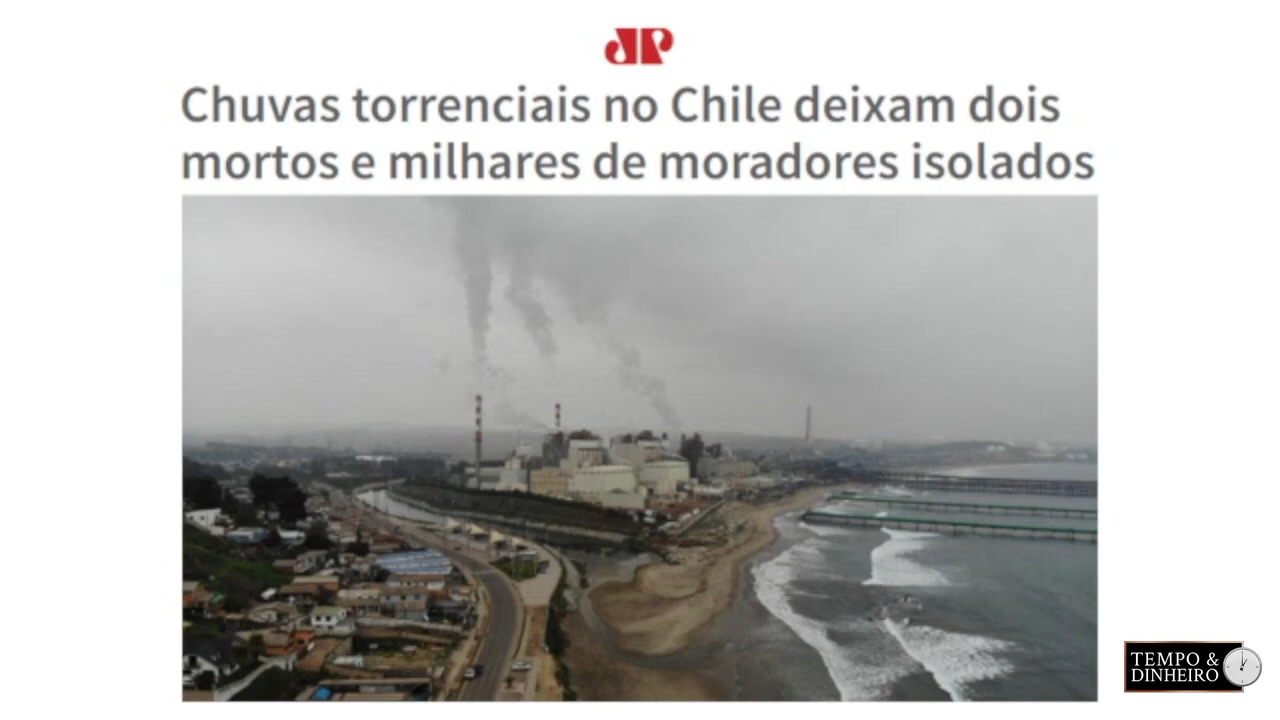 JP
Chuvas torrenciais no Chile deixam dois
mortos e milhares de moradores isolados
TEMPO &
DINHEIRO